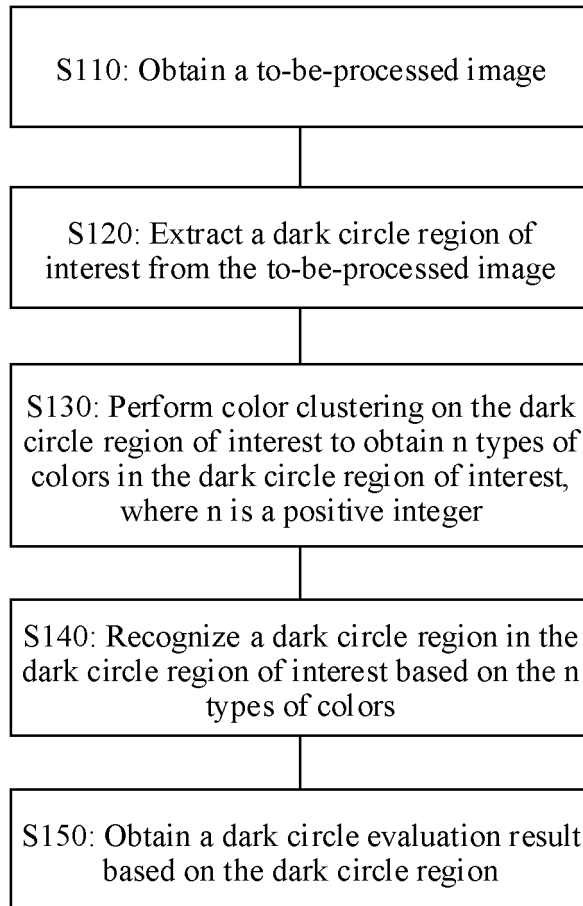 S110: Obtain a to-be-processed image
S120: Extract a dark circle region of
interest from the to-be-processed image
S130: Perform color clustering on the dark
circle region of interest to obtain n types of
colors in the dark circle region of interest,
where n is a positive integer
S140: Recognize a dark circle region in the
dark circle region of interest based on the n
types of colors
S150: Obtain a dark circle evaluation result
based on the dark circle region